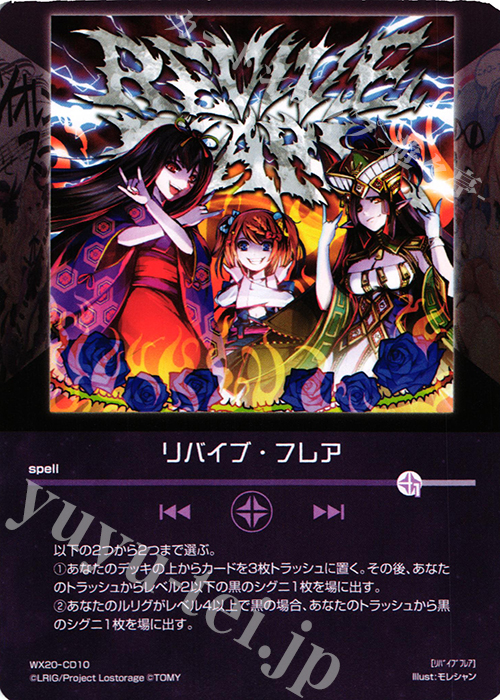 REVIVE
リバイブ・フレア
spell
以下の2つから2つまで選ぶ。
①あなたのデッキの上からカードを3枚トラッシュに置く。その後、あなた
のトラッシュからレベル2以下の黒のシグニ1枚を場に出す。
②あなたのルリグがレベル4以上で黒の場合、あなたのトラッシュから黒
のシグニ1枚を場に出す。
yuyu-tei.jp
WX20-CD10
[リバイブフレア]
©LRIG/Project Lostorage ©TOMY
Illust:モレシャン